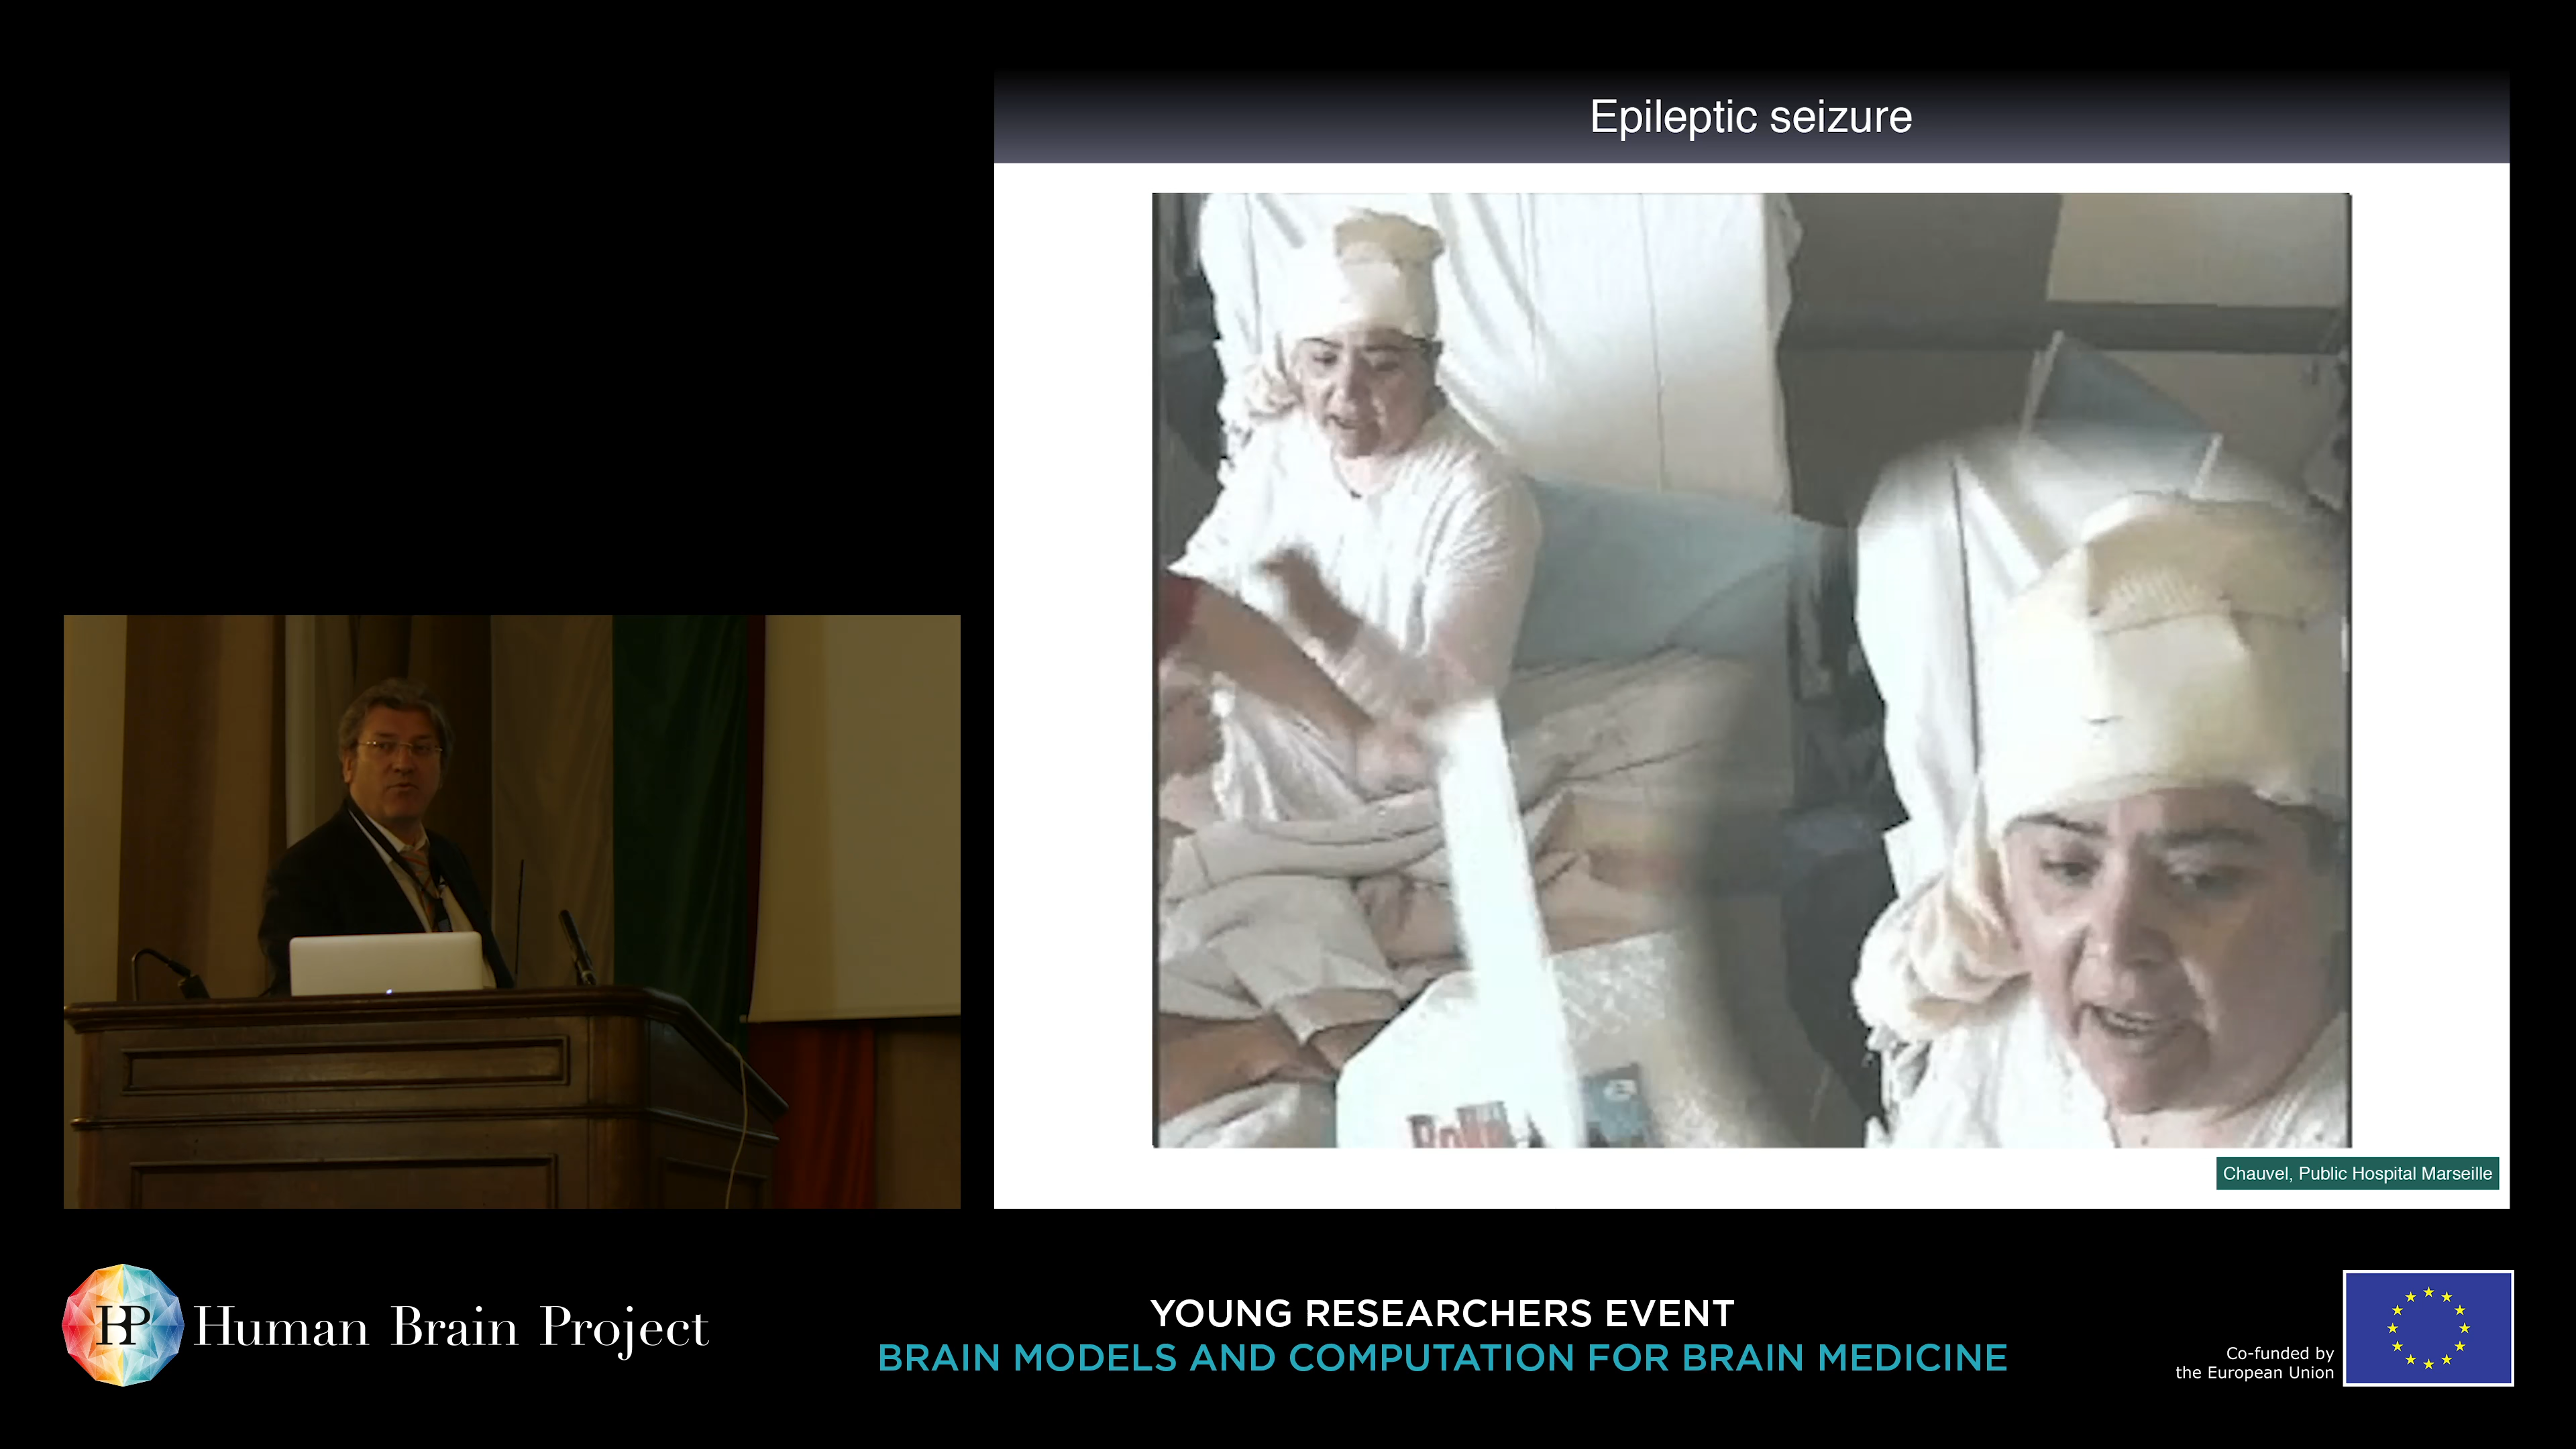 Epileptic seizure
Chauvel, Public Hospital Marseille
HBP
Human Brain Project
YOUNG RESEARCHERS EVENT
BRAIN MODELS AND COMPUTATION FOR BRAIN MEDICINE
Co-funded by
the European Union